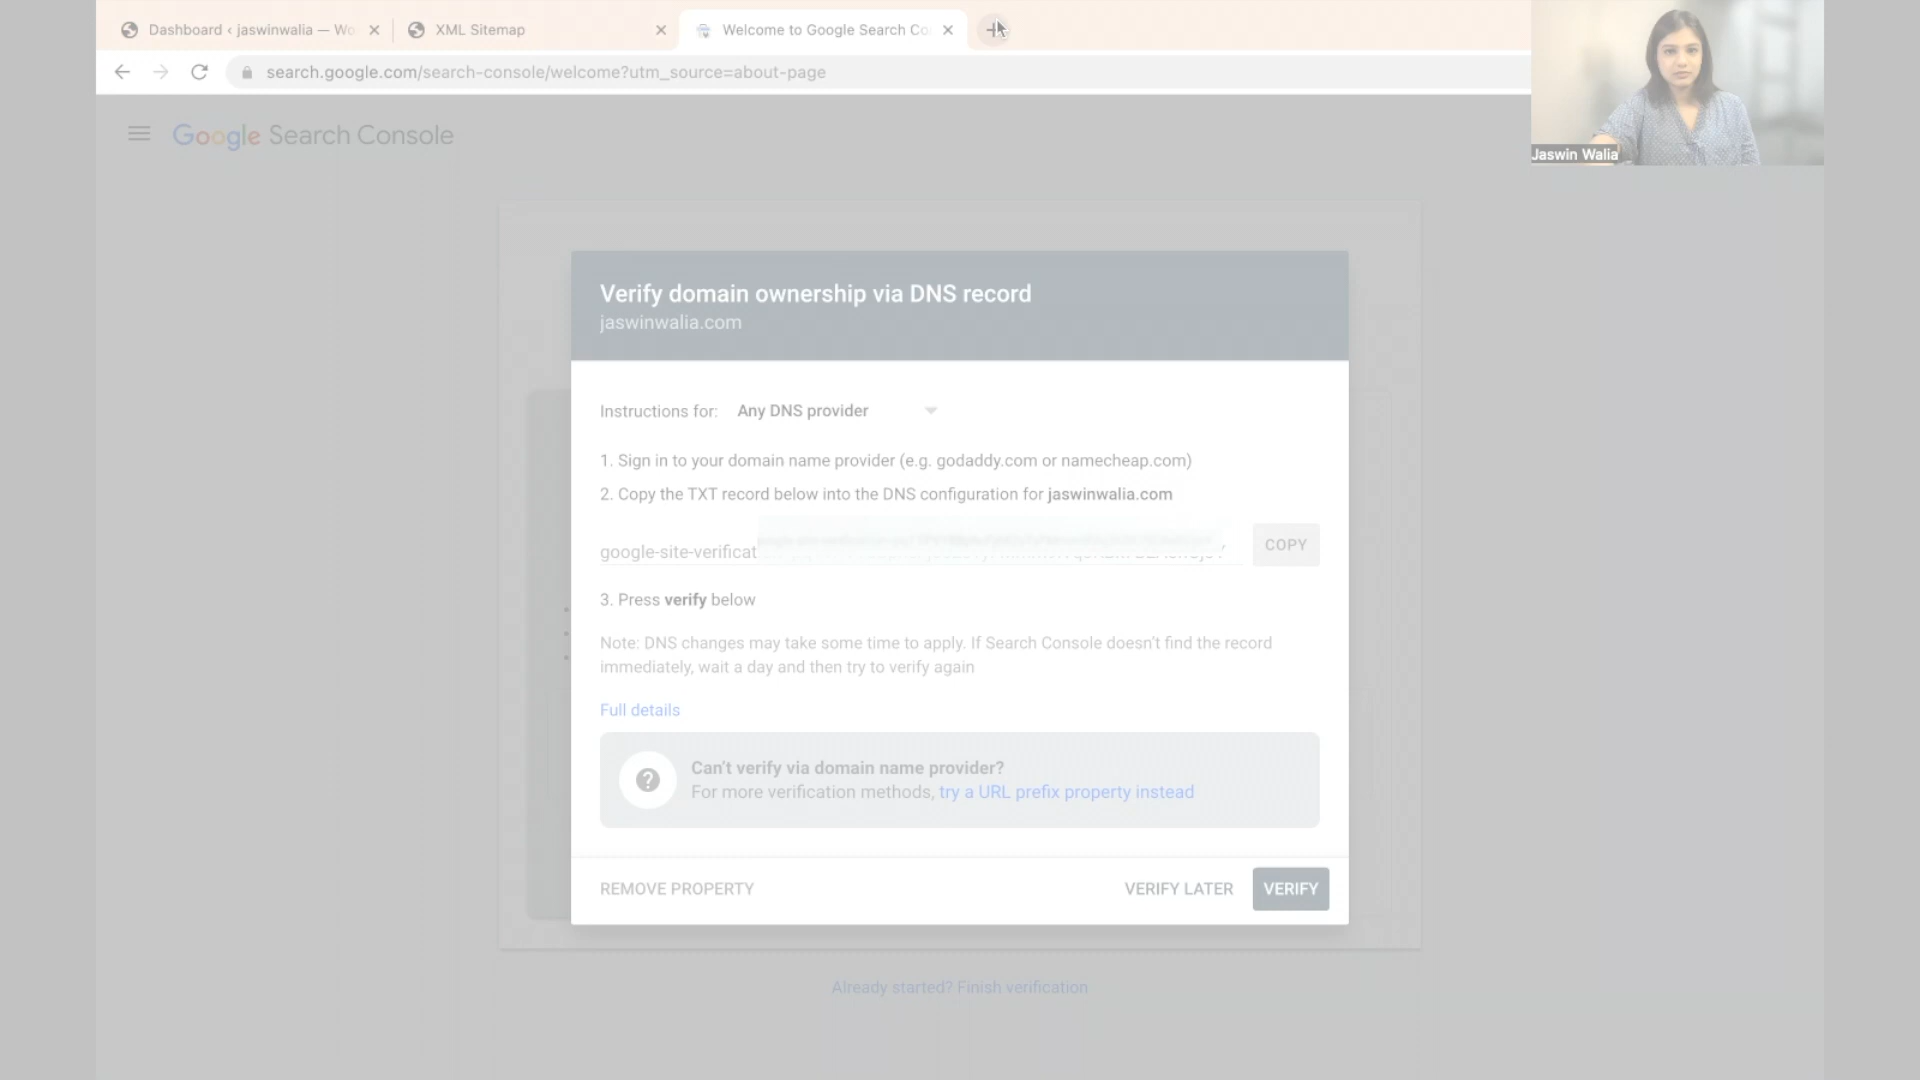 Dashboard ‹ jaswinwalia — Wo
XML Sitemap
Welcome to Google Search Co
search.google.com/search-console/welcome?utm_source=about-page
Jaswin Walia
Google Search Console
Verify domain ownership via DNS record
jaswinwalia.com
Instructions for: Any DNS provider
1. Sign in to your domain name provider (e.g. godaddy.com or namecheap.com)
2. Copy the TXT record below into the DNS configuration for jaswinwalia.com
google-site-verificat
COPY
3. Press verify below
Note: DNS changes may take some time to apply. If Search Console doesn't find the record
immediately, wait a day and then try to verify again
Full details
Can't verify via domain name provider?
For more verification methods, try a URL prefix property instead
REMOVE PROPERTY
VERIFY LATER
VERIFY
Already started? Finish verification